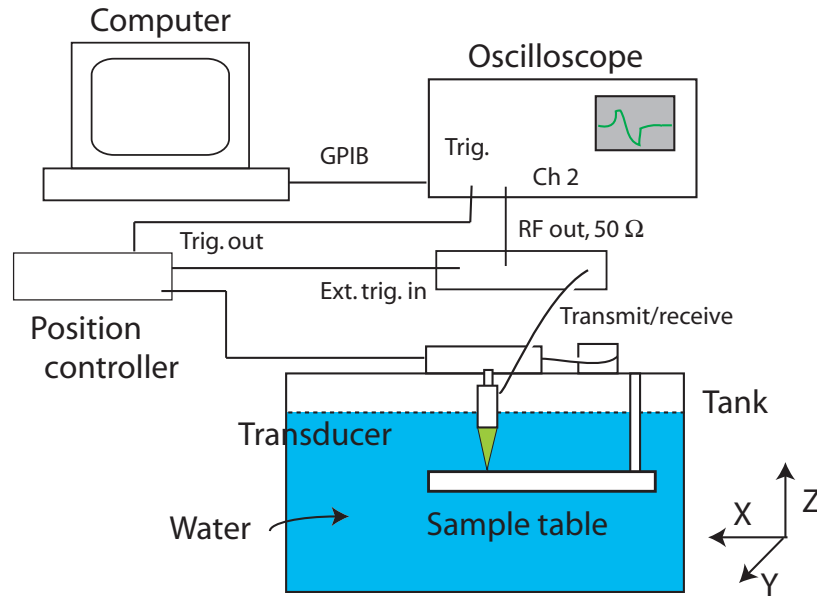 Computer
Oscilloscope
GPIB
Trig.
Ch 2
Trig. out
RF out, 50 Ω
Ext. trig. in
Position
controller
Transmit/receive
Tank
Transducer
Water
Sample table
X
Z
Y